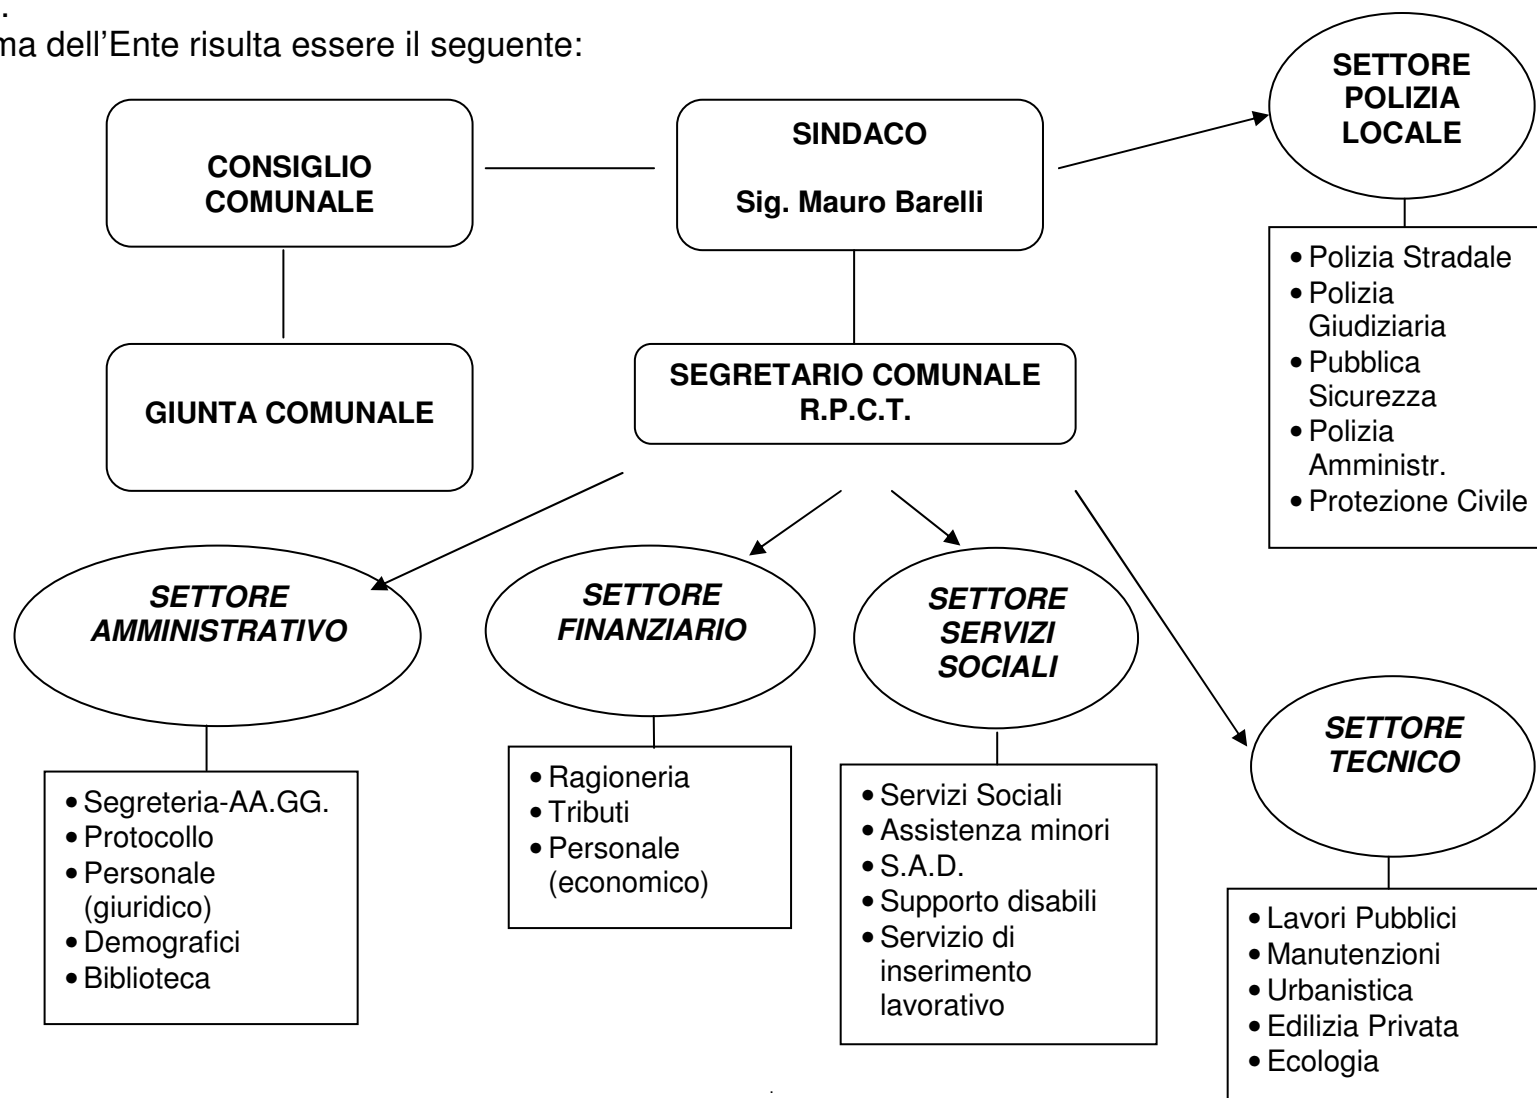 .
ma dell’Ente risulta essere il seguente:
CONSIGLIO
COMUNALE
SINDACO
Sig. Mauro Barelli
SETTORE
POLIZIA
LOCALE
• Polizia Stradale
• Polizia
Giudiziaria
• Pubblica
Sicurezza
• Polizia
Amministr.
• Protezione Civile
GIUNTA COMUNALE
SEGRETARIO COMUNALE
R.P.C.T.
SETTORE
AMMINISTRATIVO
SETTORE
FINANZIARIO
SETTORE
SERVIZI
SOCIALI
SETTORE
TECNICO
• Segreteria-AA.GG.
• Protocollo
• Personale
(giuridico)
• Demografici
• Biblioteca
• Ragioneria
• Tributi
• Personale
(economico)
• Servizi Sociali
• Assistenza minori
• S.A.D.
• Supporto disabili
• Servizio di
inserimento
lavorativo
• Lavori Pubblici
• Manutenzioni
• Urbanistica
• Edilizia Privata
• Ecologia